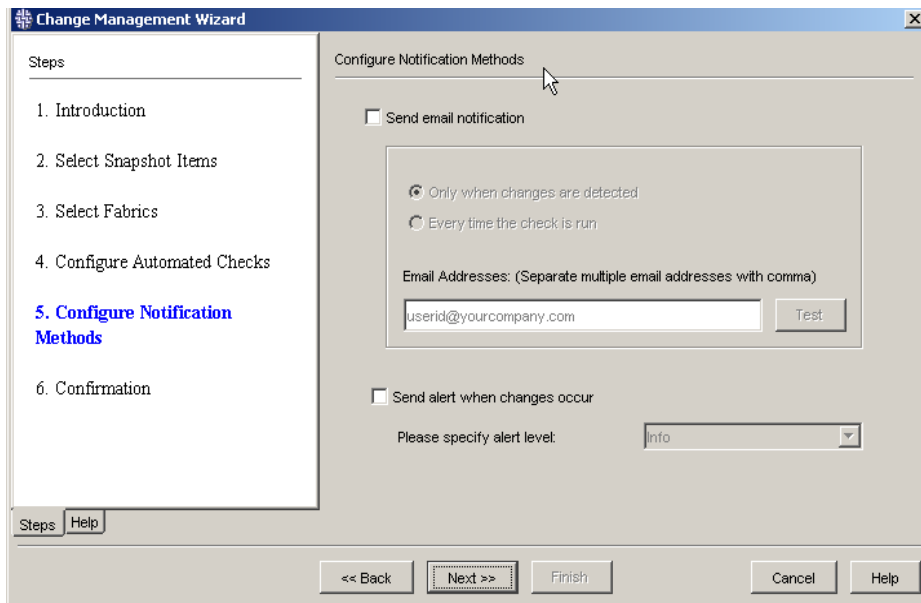 Change Management Wizard
Steps
1. Introduction
2. Select Snapshot Items
3. Select Fabrics
4. Configure Automated Checks
5. Configure Notification
Methods
6. Confirmation
Steps
Help
Configure Notification Methods
Send email notification
Only when changes are detected
Every time the check is run
Email Addresses: (Separate multiple email addresses with comma)
userid@yourcompany.com
Test
Send alert when changes occur
Please specify alert level:
Info
<< Back
Next >>
Finish
Cancel
Help